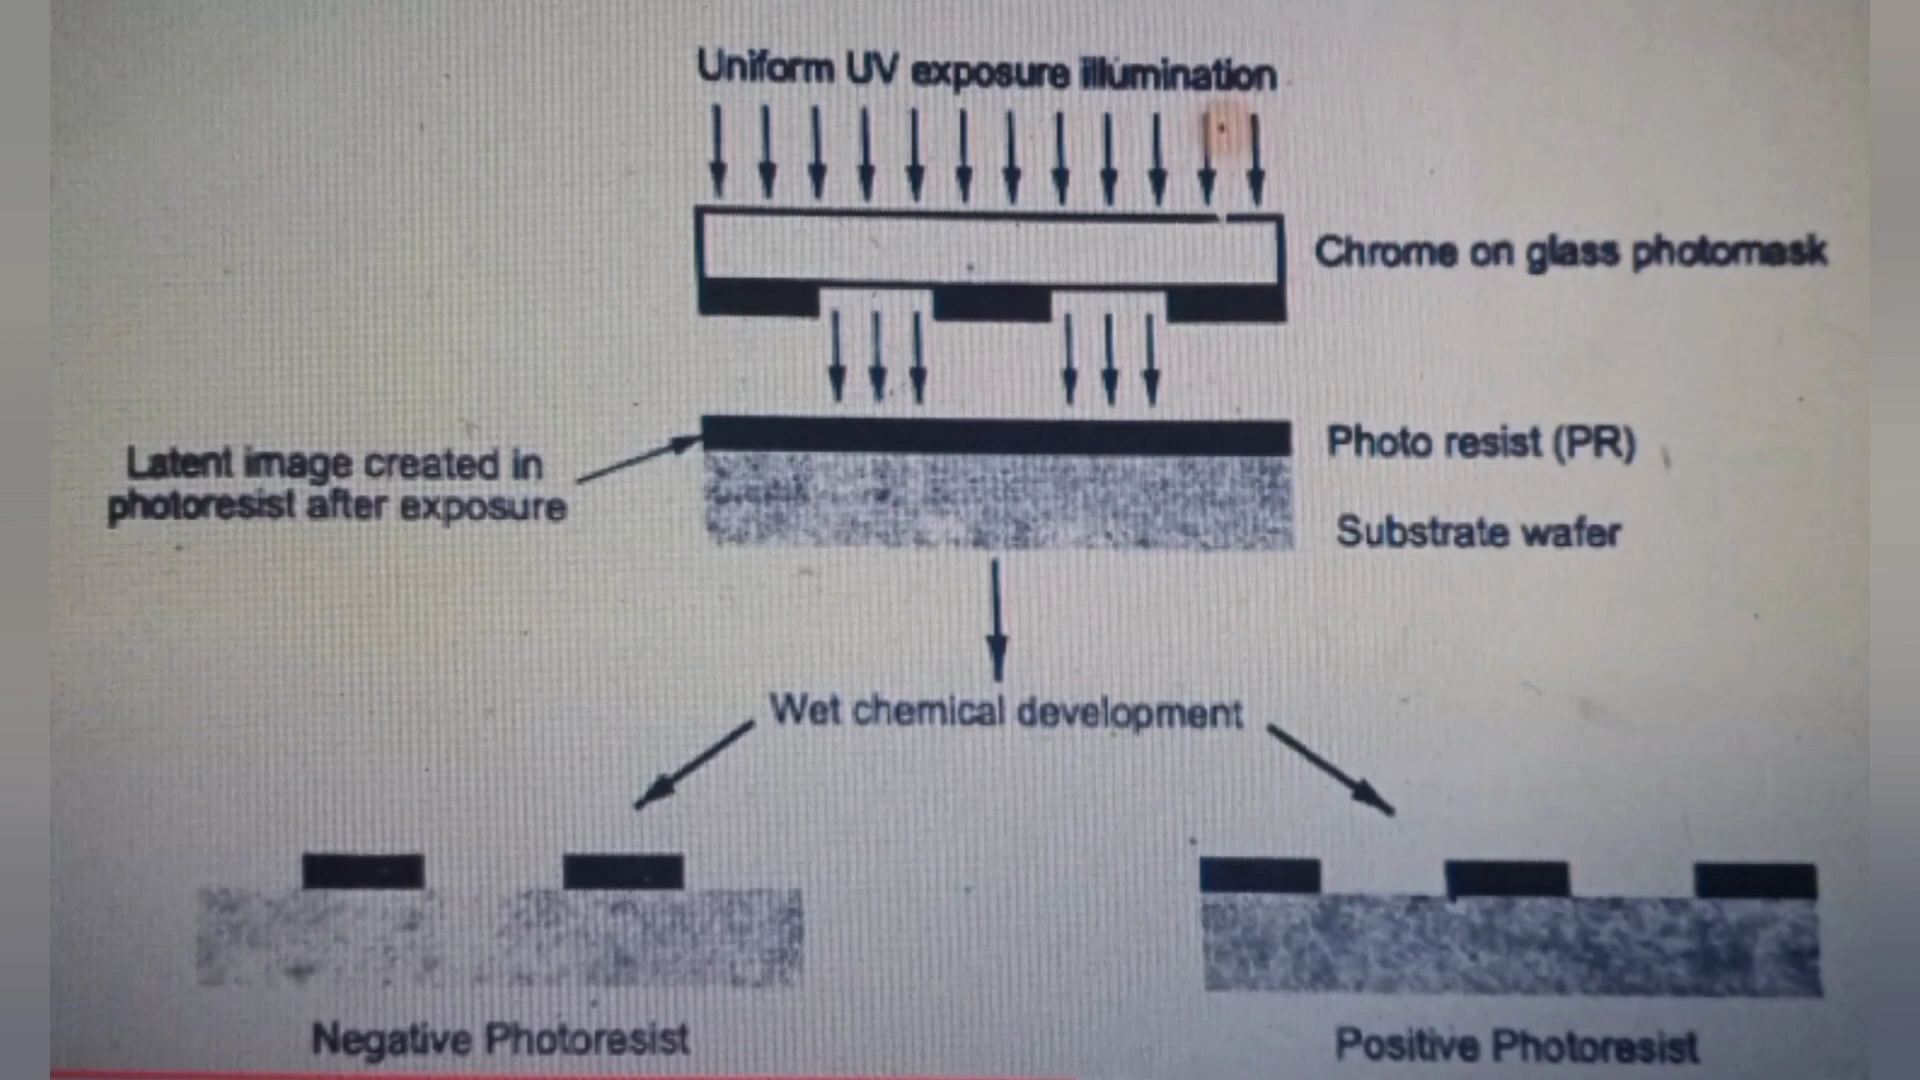 Uniform UV exposure illumination
Chrome on glass photomask
Latent image created in
photoresist after exposure
Photo resist (PR)
Substrate wafer
Wet chemical development
Negative Photoresist
Positive Photoresist